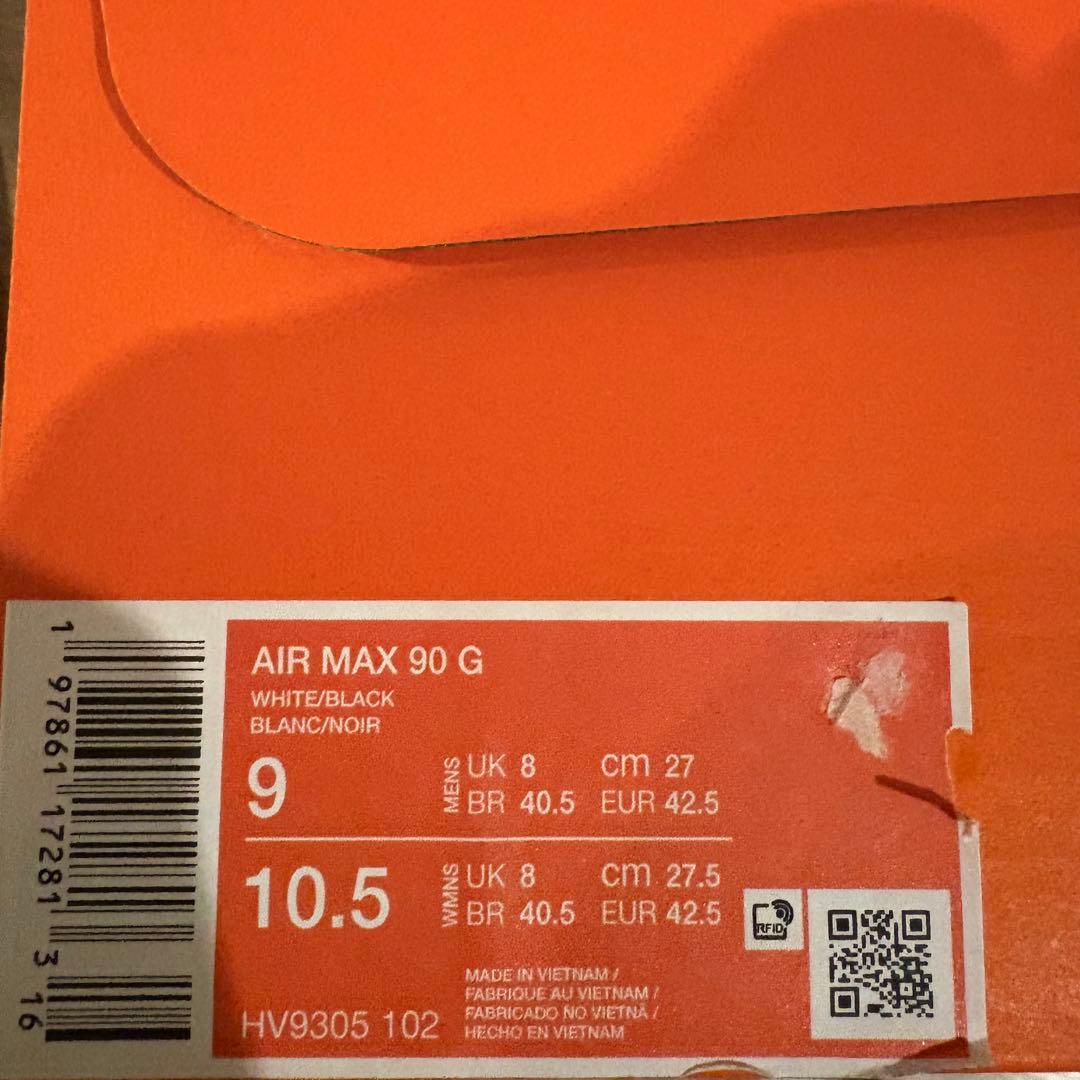 AIR MAX 90 G
WHITE/BLACK
BLANC/NOIR
9 MENS UK 8 cm 27
BR 40.5 EUR 42.5
10.5 WMNS UK 8 cm 27.5
BR 40.5 EUR 42.5
RFID
MADE IN VIETNAM /
FABRIQUE AU VIETNAM /
FABRICADO NO VIETNÃ /
HECHO EN VIETNAM
HV9305 102
1 97861 17281 3 16